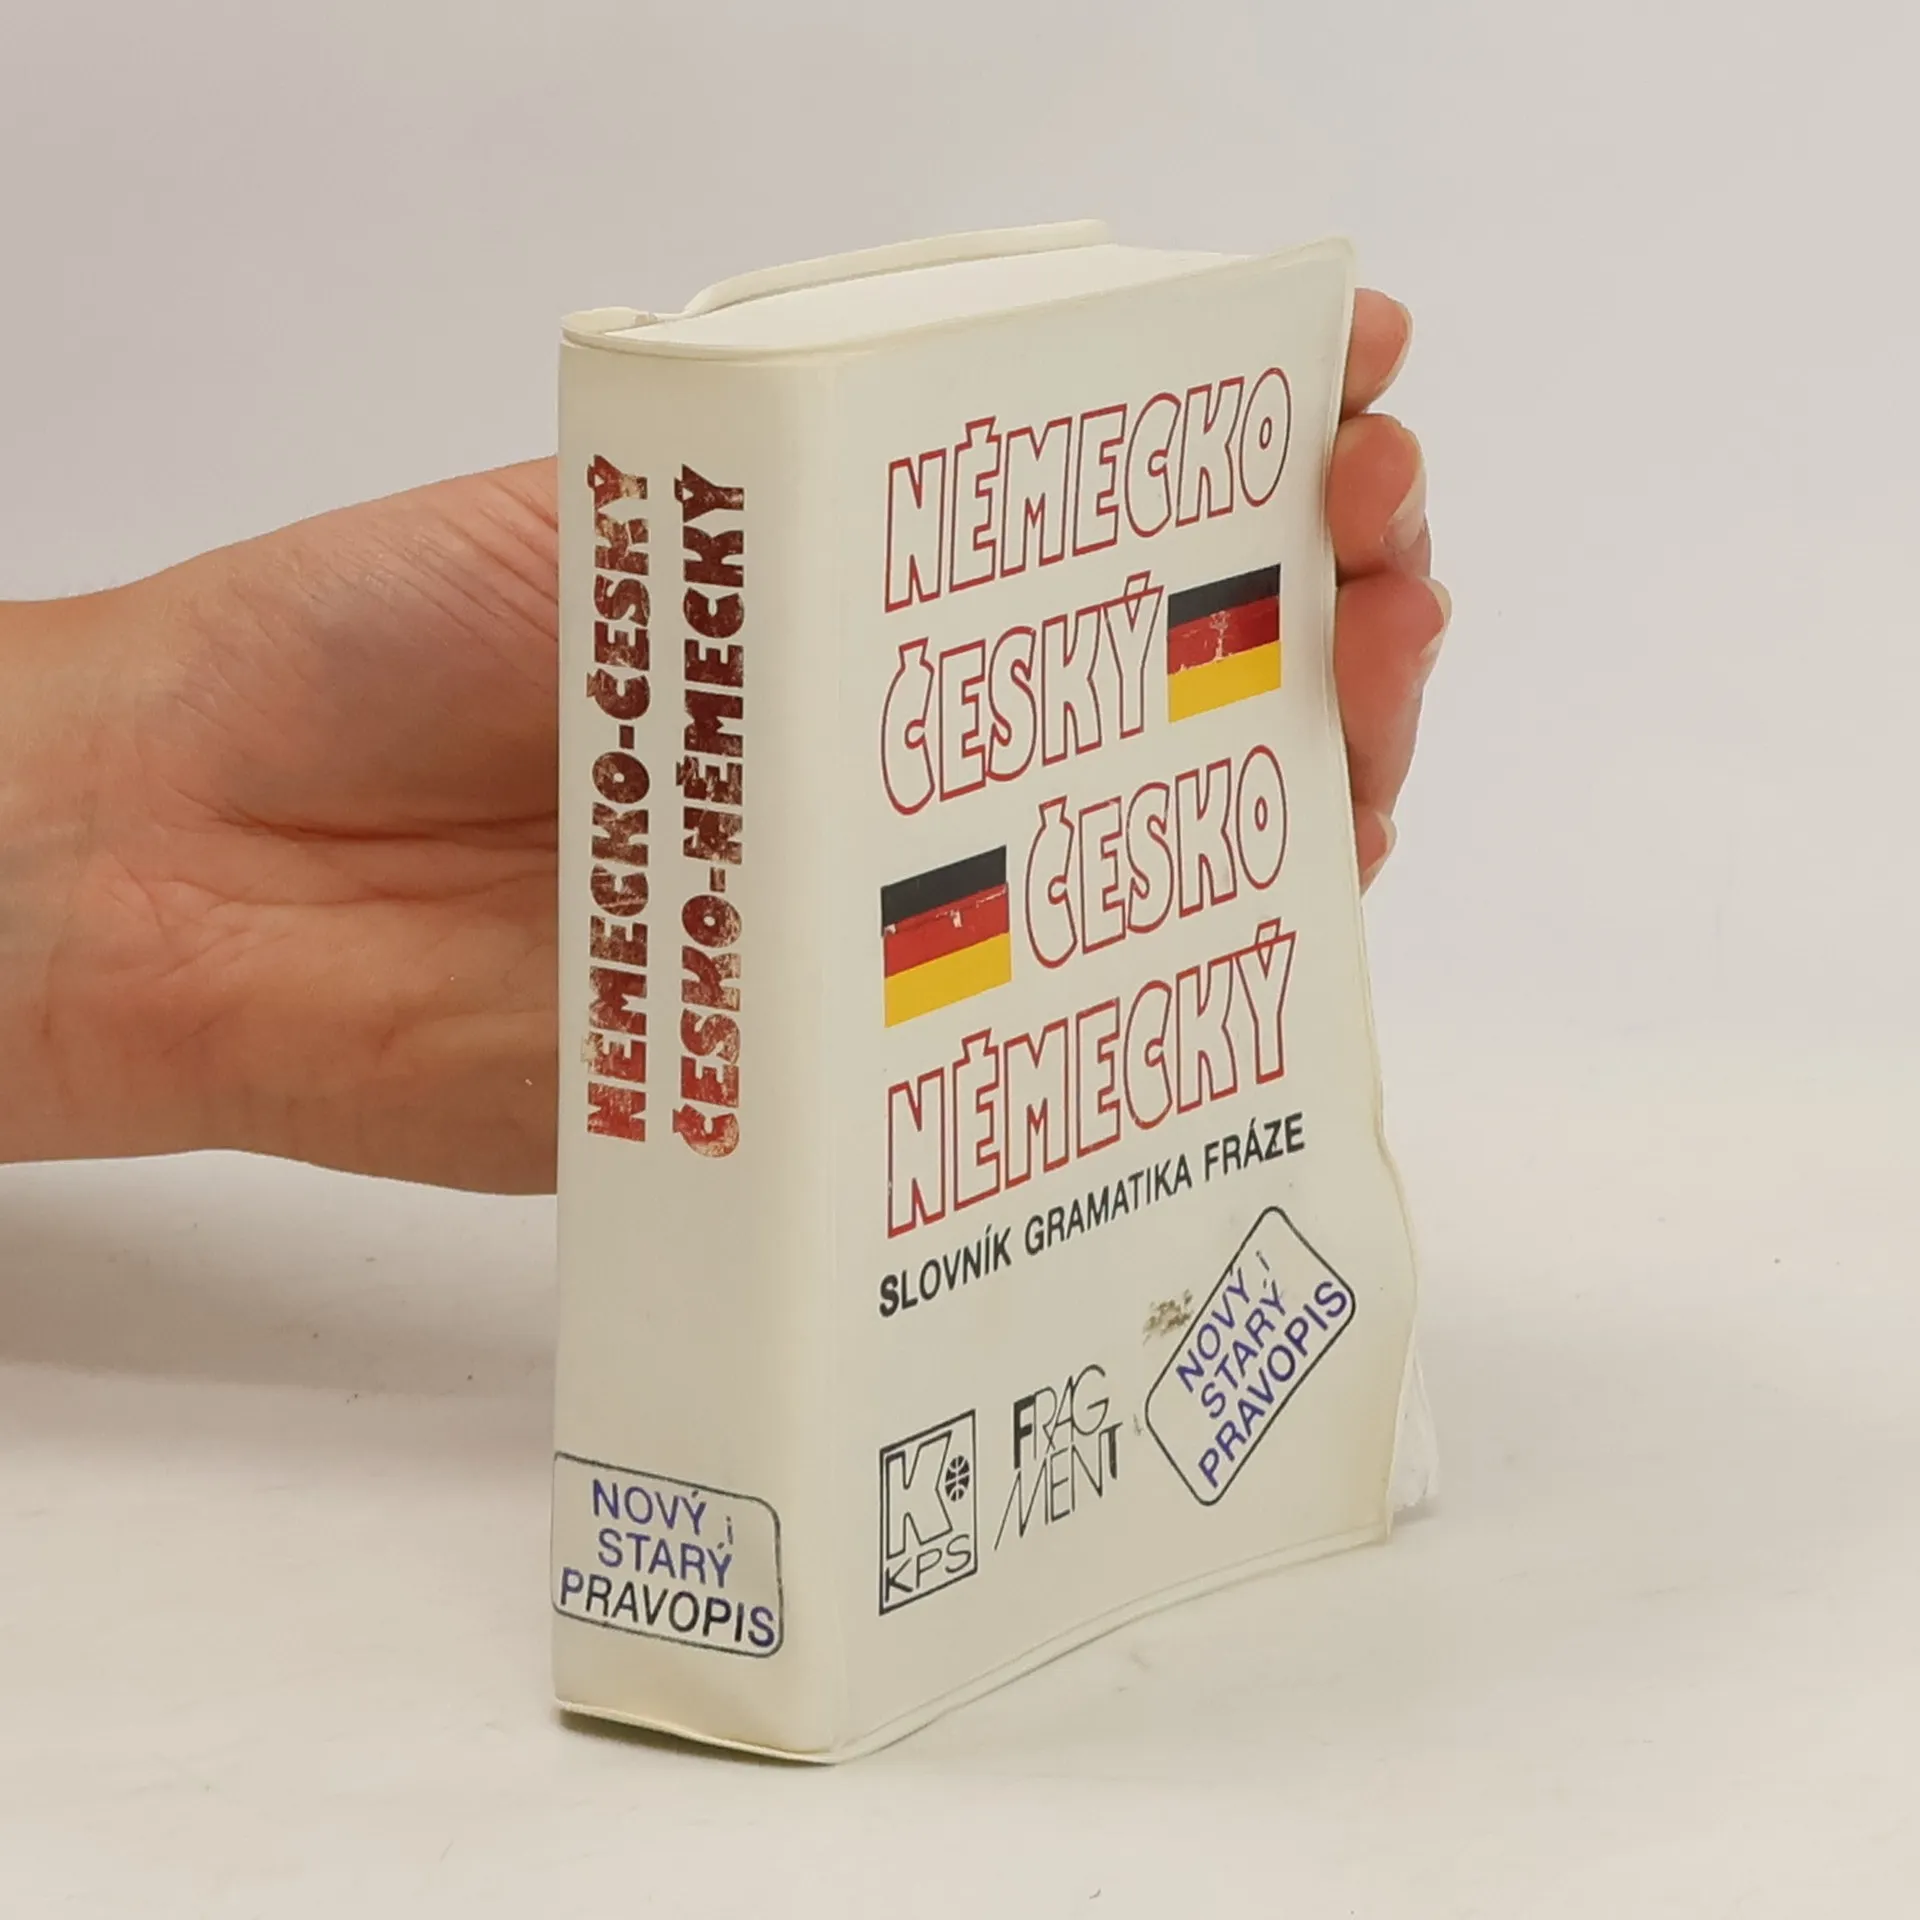 NĚMECKO-ČESKÝ
ČESKO-NĚMECKÝ
NOVÝ i
STARÝ
PRAVOPIS
NĚMECKO
ČESKÝ
ČESKO
NĚMECKÝ
SLOVNÍK GRAMATIKA FRÁZE
K
KPS
FRAG
MENT
NOVÝ i
STARÝ
PRAVOPIS